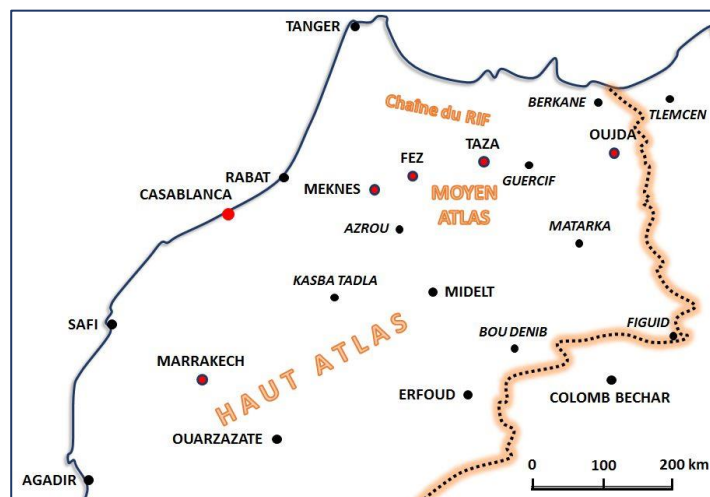 TANGER
Chaîne du RIF
BERKANE
TLEMCEN
OUJDA
TAZA
FEZ
GUERCIF
RABAT
MEKNES
CASABLANCA
MOYEN
ATLAS
AZROU
MATARKA
KASBA TADLA
MIDELT
SAFI
FIGUID
HAUT ATLAS
BOU DENIB
MARRAKECH
ERFOUD
COLOMB BECHAR
OUARZAZATE
AGADIR
0 100 200 km